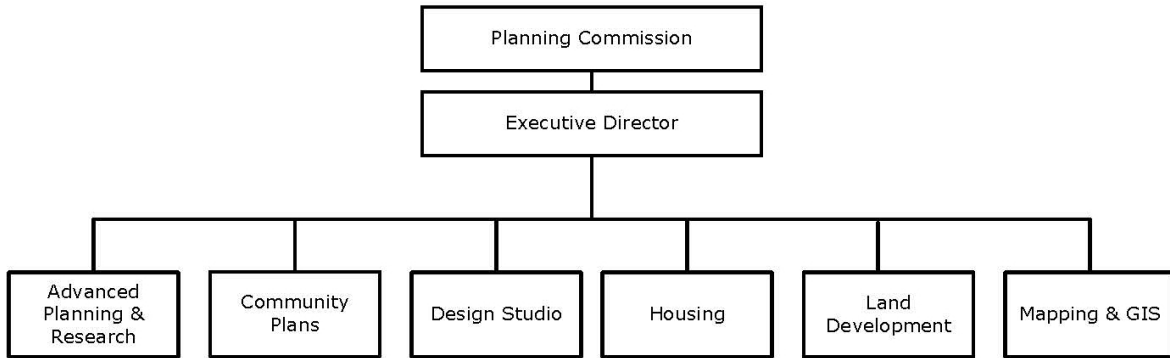 Planning Commission
Executive Director
Advanced
Planning &
Research
Community
Plans
Design Studio
Housing
Land
Development
Mapping & GIS